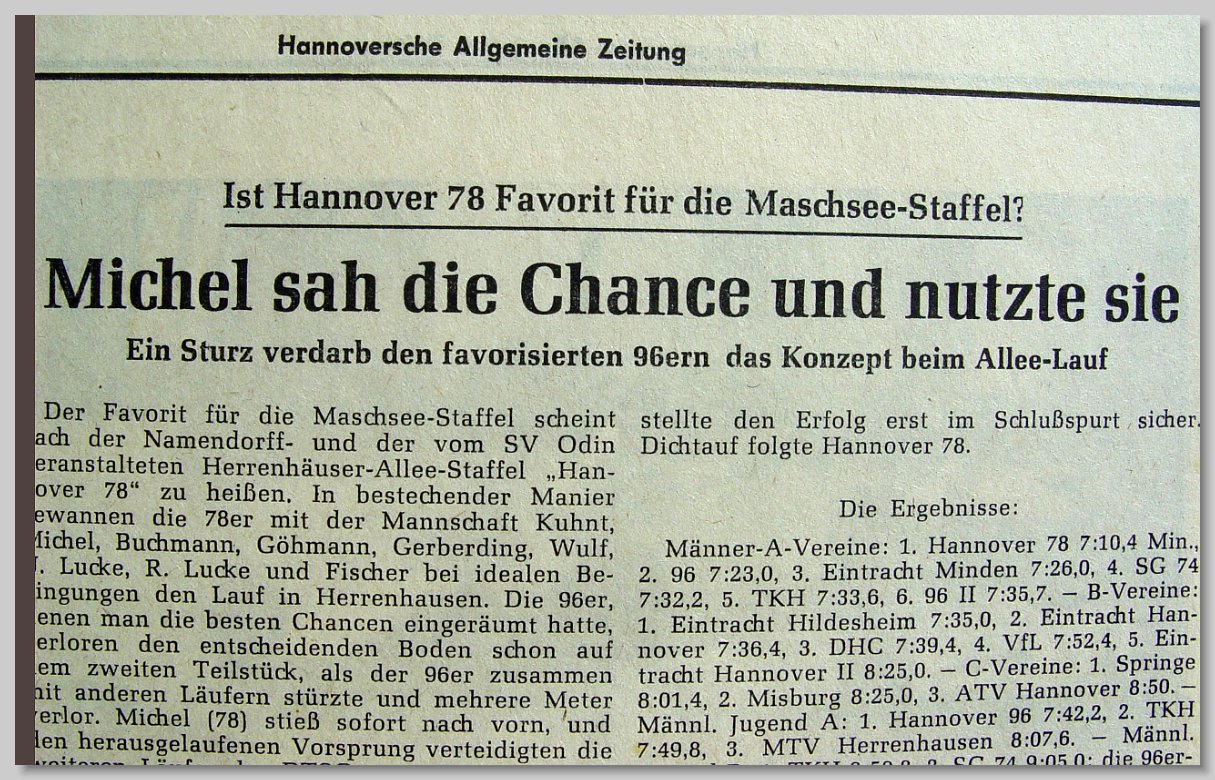 Hannoversche Allgemeine Zeitung
Ist Hannover 78 Favorit für die Maschsee-Staffel?
Michel sah die Chance und nutzte sie
Ein Sturz verdarb den favorisierten 96ern das Konzept beim Allee-Lauf
Der Favorit für die Maschsee-Staffel scheint
ach der Namendorff- und der vom SV Odin
eranstalteten Herrenhäuser-Allee-Staffel „Han-
over 78“ zu heißen. In bestechender Manier
ewannen die 78er mit der Mannschaft Kuhnt,
Michel, Buchmann, Göhmann, Gerberding, Wulf,
. Lucke, R. Lucke und Fischer bei idealen Be-
ingungen den Lauf in Herrenhausen. Die 96er,
enen man die besten Chancen eingeräumt hatte,
erloren den entscheidenden Boden schon auf
em zweiten Teilstück, als der 96er zusammen
mit anderen Läufern stürzte und mehrere Meter
verlor. Michel (78) stieß sofort nach vorn, und
den herausgelaufenen Vorsprung verteidigten die
weiteren Läufer
stellte den Erfolg erst im Schlußspurt sicher.
Dichtauf folgte Hannover 78.
Die Ergebnisse:
Männer-A-Vereine: 1. Hannover 78 7:10,4 Min.,
2. 96 7:23,0, 3. Eintracht Minden 7:26,0, 4. SG 74
7:32,2, 5. TKH 7:33,6, 6. 96 II 7:35,7. — B-Vereine:
1. Eintracht Hildesheim 7:35,0, 2. Eintracht Han-
nover 7:36,4, 3. DHC 7:39,4, 4. VfL 7:52,4, 5. Ein-
tracht Hannover II 8:25,0. — C-Vereine: 1. Springe
8:01,4, 2. Misburg 8:25,0, 3. ATV Hannover 8:50. —
Männl. Jugend A: 1. Hannover 96 7:42,2, 2. TKH
7:49,8, 3. MTV Herrenhausen 8:07,6. — Männl.
SG 74 9:05,0; die 96er-